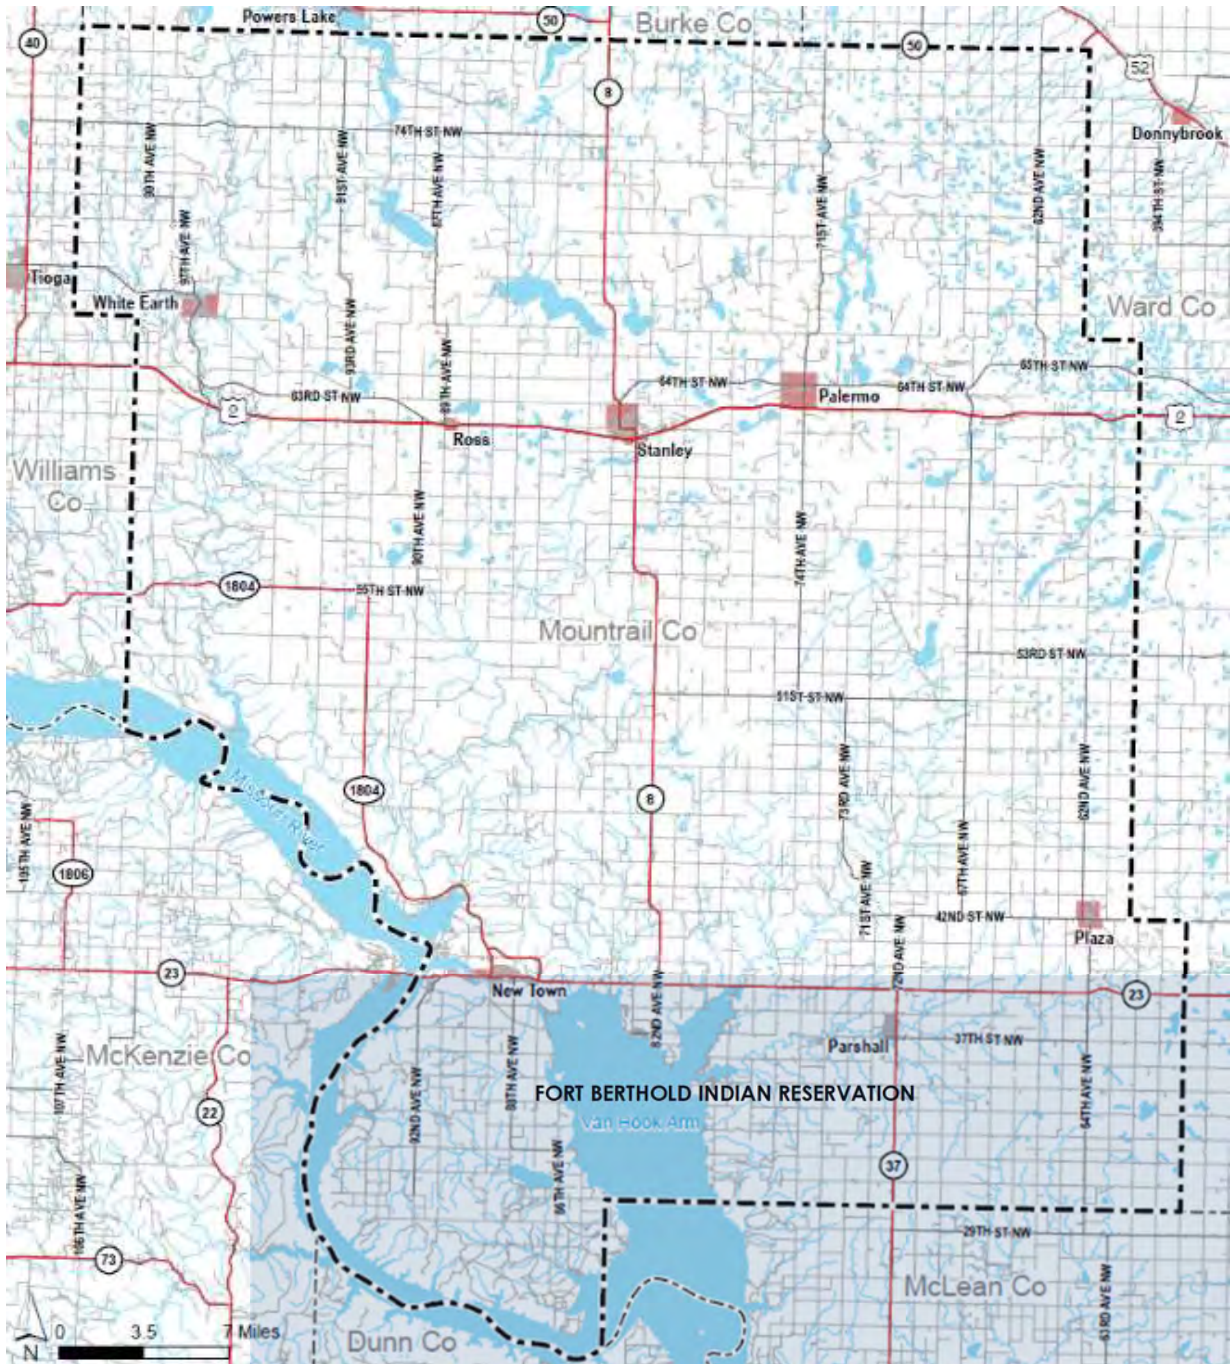 Powers Lake
50
Burke Co
40
50
52
8
Donnybrook
74TH ST NW
99TH AVE NW
91ST AVE NW
87TH AVE NW
71ST AVE NW
62ND AVE NW
394TH ST NW
97TH AVE NW
Tioga
White Earth
Ward Co
93RD AVE NW
89TH AVE NW
65TH ST NW
64TH ST NW
64TH ST NW
63RD ST NW
Palermo
2
2
Ross
Stanley
Williams
Co
90TH AVE NW
74TH AVE NW
1804
55TH ST NW
Mountrail Co
53RD ST NW
51ST ST NW
Missouri River
1804
8
73RD AVE NW
62ND AVE NW
105TH AVE NW
1806
67TH AVE NW
71ST AVE NW
42ND ST NW
72ND AVE NW
Plaza
23
New Town
82ND AVE NW
23
Parshall
37TH ST NW
McKenzie Co
107TH AVE NW
92ND AVE NW
88TH AVE NW
FORT BERTHOLD INDIAN RESERVATION
Van Hook Arm
54TH AVE NW
22
37
86TH AVE NW
106TH AVE NW
29TH ST NW
73
McLean Co
63RD AVE NW
Dunn Co
0 3.5 7 Miles
N